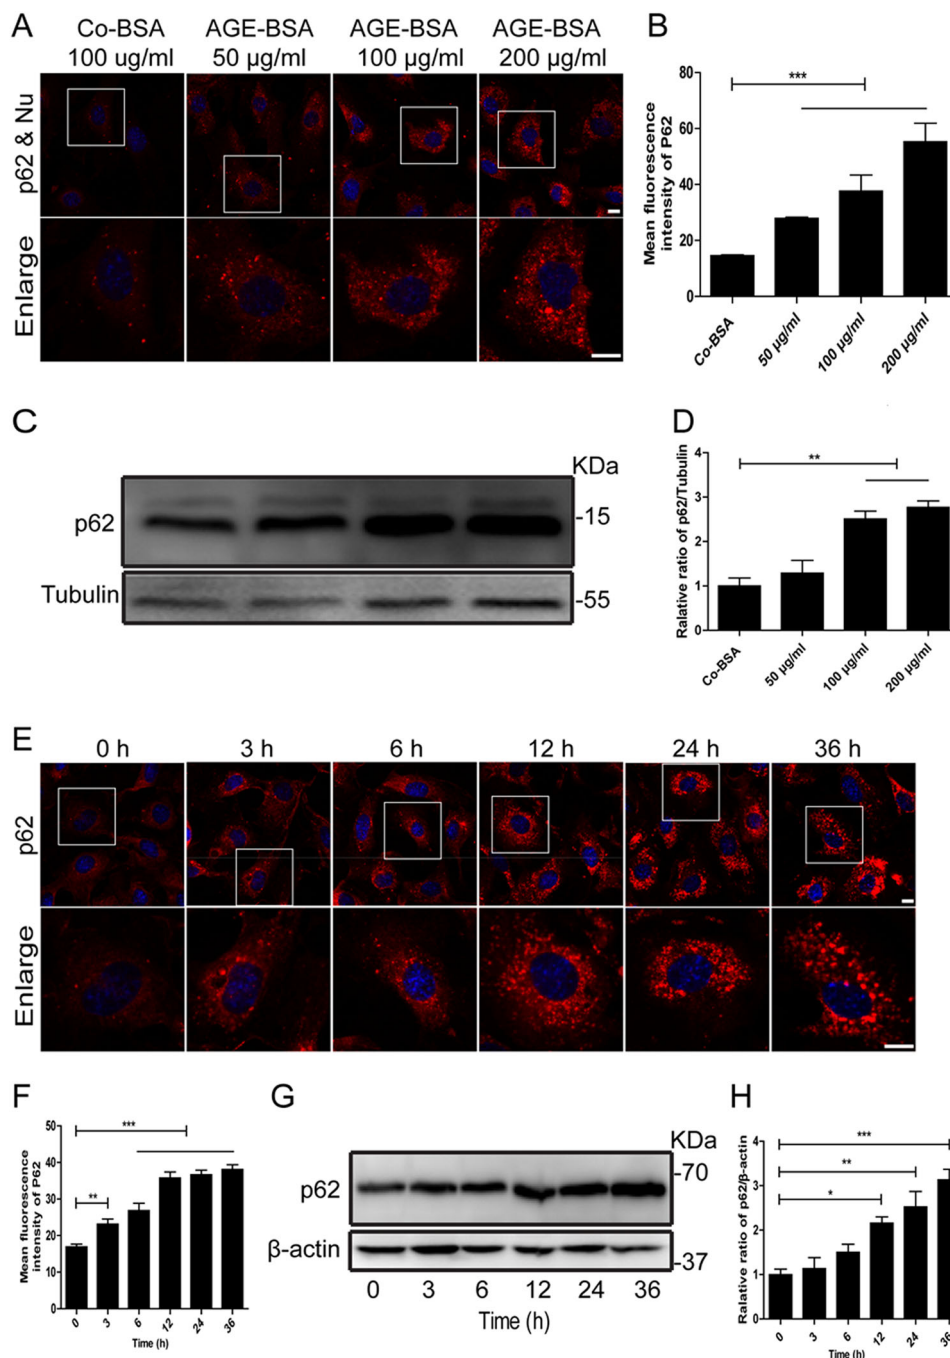 A
Co-BSA AGE-BSA AGE-BSA AGE-BSA
100 ug/ml 50 µg/ml 100 µg/ml 200 µg/ml
p62 & Nu
Enlarge
B
Mean fluorescence
intensity of P62
80
60
40
20
0
***
Co-BSA
50 µg/ml
100 µg/ml
200 µg/ml
C
KDa
p62
-15
Tubulin
-55
D
Ralative ratio of p62/Tubulin
4
3
2
1
0
**
Co-BSA
50 µg/ml
100 µg/ml
200 µg/ml
E
0 h 3 h 6 h 12 h 24 h 36 h
p62
Enlarge
F
Mean fluorescence
intensity of P62
50
40
30
20
10
0
***
**
0 3 6 12 24 36
Time (h)
G
KDa
p62
-70
β-actin
-37
0 3 6 12 24 36
Time (h)
H
Ralative ratio of p62/β-actin
4
3
2
1
0
***
**
*
0 3 6 12 24 36
Time (h)